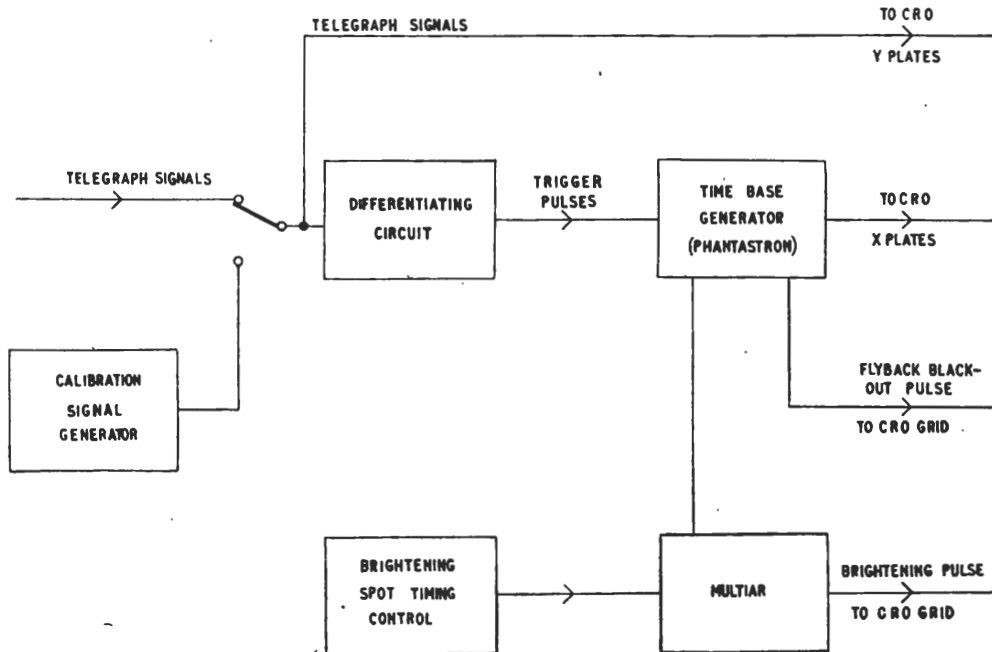 TELEGRAPH SIGNALS
TO CRO
Y PLATES
TELEGRAPH SIGNALS
DIFFERENTIATING
CIRCUIT
TRIGGER
PULSES
TIME BASE
GENERATOR
(PHANTASTRON)
TO CRO
X PLATES
CALIBRATION
SIGNAL
GENERATOR
FLYBACK BLACK-
OUT PULSE
TO CRO GRID
BRIGHTENING
SPOT TIMING
CONTROL
MULTIAR
BRIGHTENING PULSE
TO CRO GRID